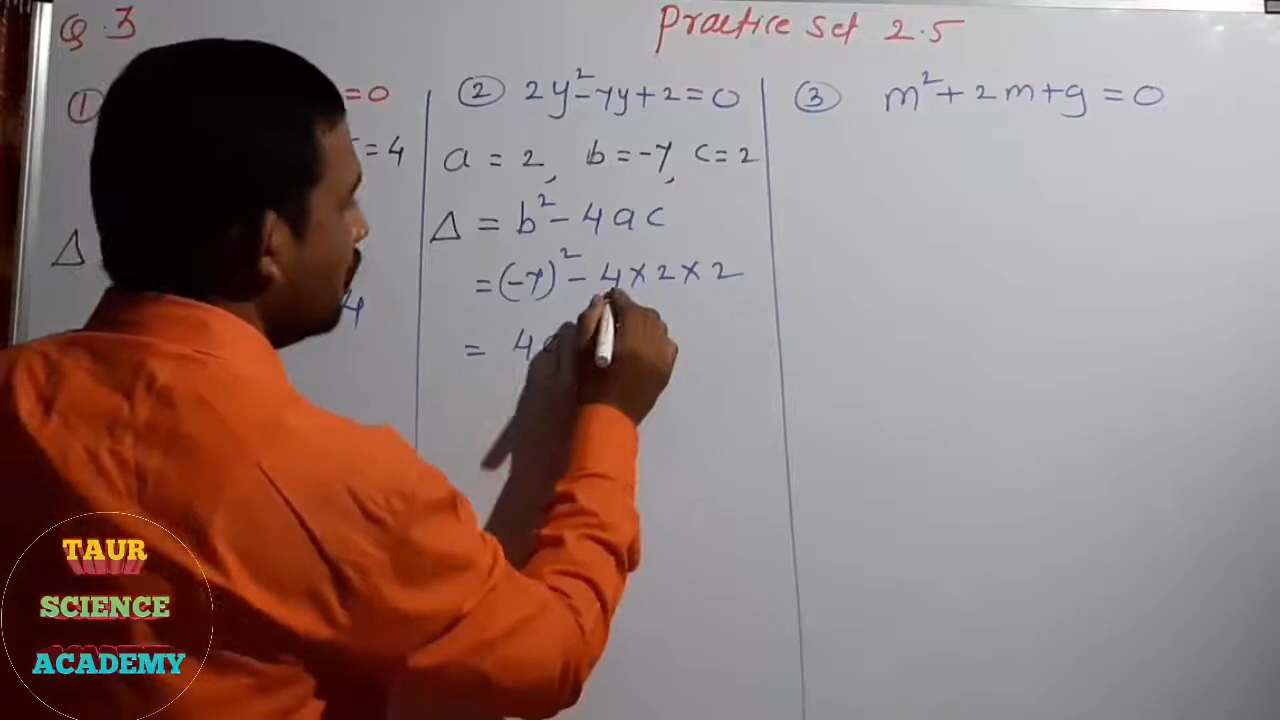 Q.3
Practice Set 2.5
①
=0
=4
Δ
4
② 2y²-7y+2=0
a = 2, b = -7, c = 2
Δ = b² - 4ac
= (-7)² - 4×2×2
= 49
③ m²+2m+9=0
TAUR
SCIENCE
ACADEMY